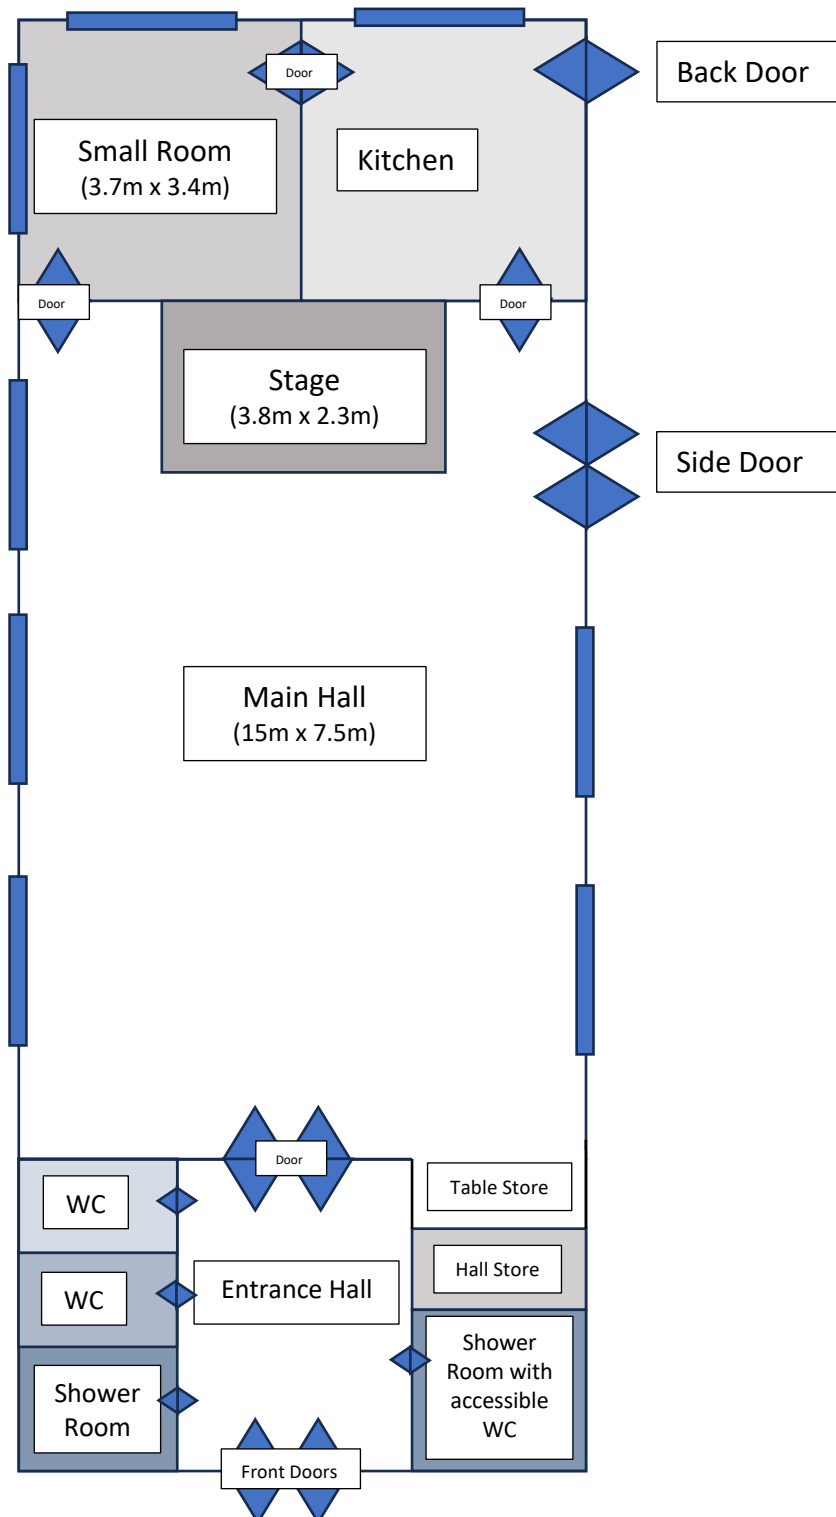 Door
Back Door
Small Room
(3.7m x 3.4m)
Kitchen
Door
Door
Stage
(3.8m x 2.3m)
Side Door
Main Hall
(15m x 7.5m)
Door
WC
Table Store
Hall Store
WC
Entrance Hall
Shower
Room
Shower
Room with
accessible
WC
Front Doors